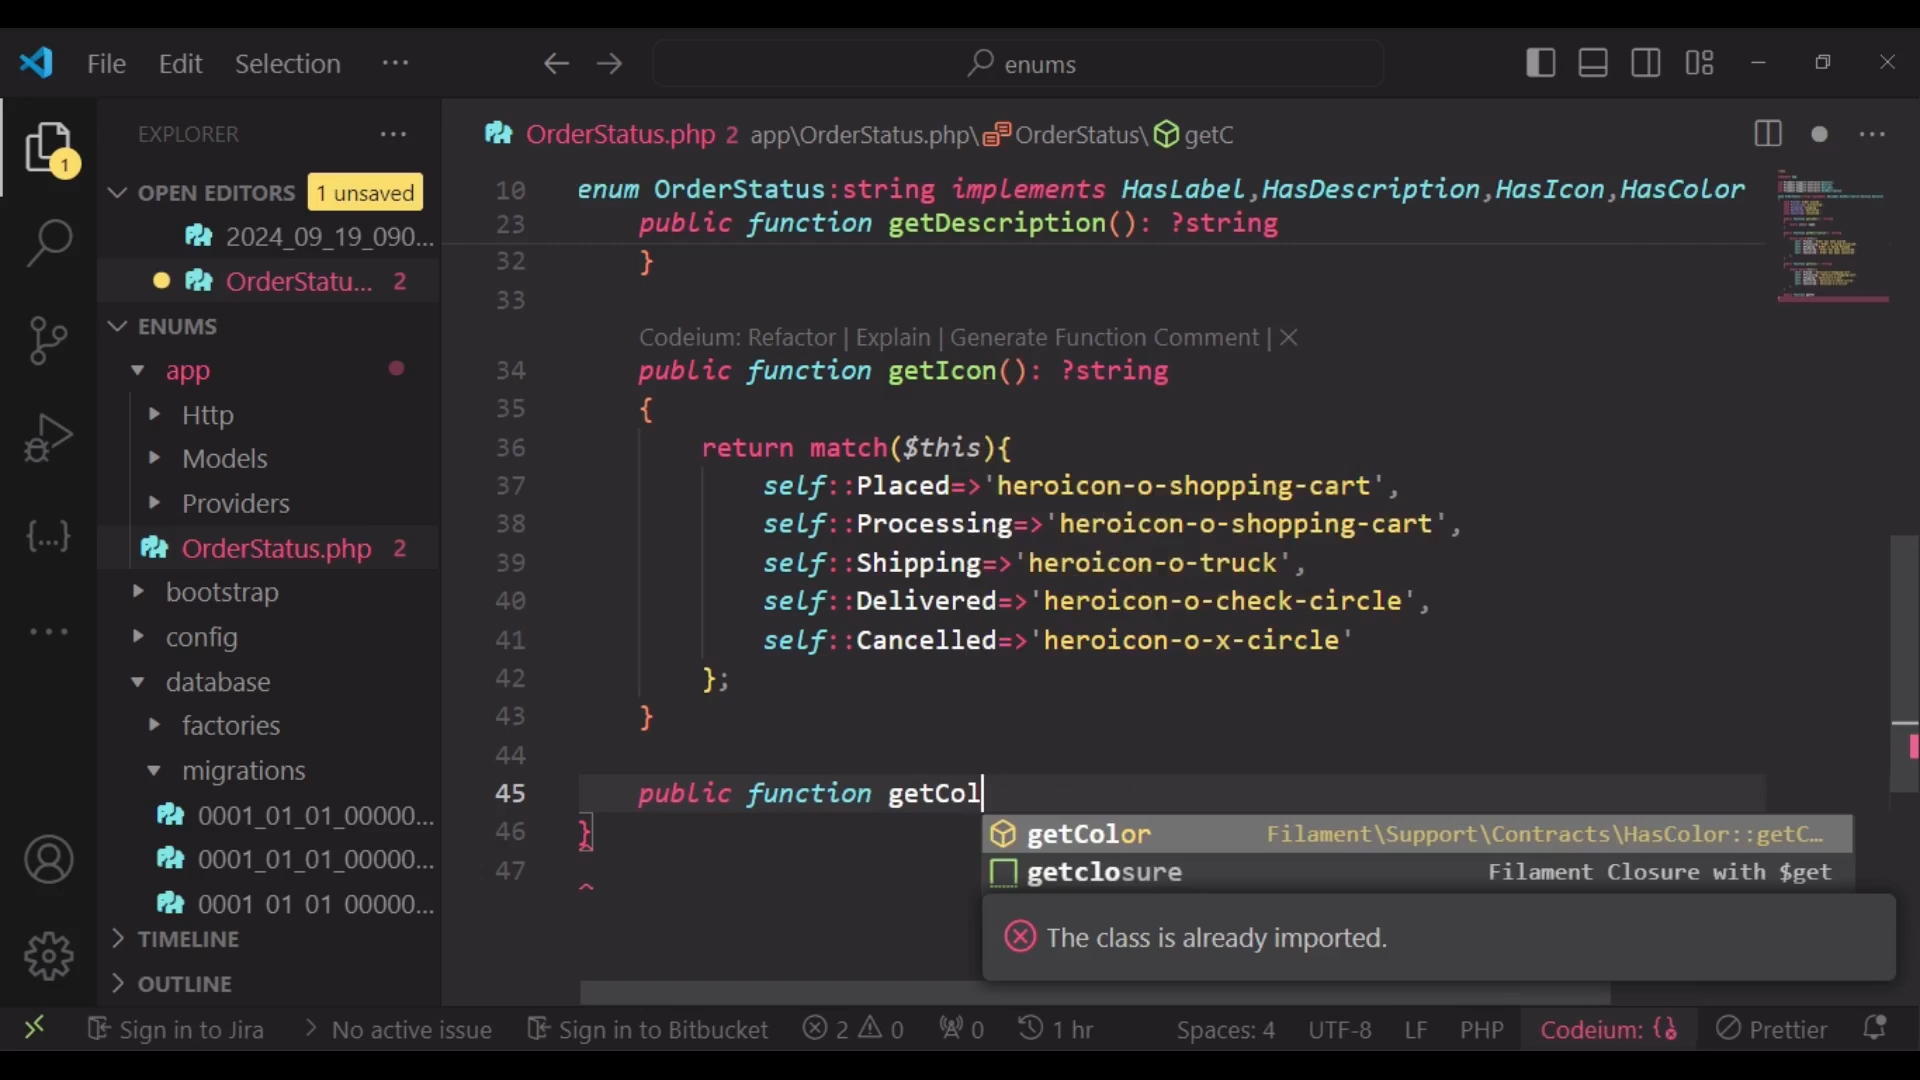 File Edit Selection ···
enums
EXPLORER ···
OPEN EDITORS 1 unsaved
2024_09_19_090...
OrderStatu... 2
ENUMS
app
Http
Models
Providers
OrderStatus.php 2
bootstrap
config
database
factories
migrations
0001_01_01_00000...
0001_01_01_00000...
0001 01 01 00000...
TIMELINE
OUTLINE
1
OrderStatus.php 2 app\OrderStatus.php\ OrderStatus\ getC
10 enum OrderStatus:string implements HasLabel,HasDescription,HasIcon,HasColor
23 public function getDescription(): ?string
32 }
33
Codeium: Refactor | Explain | Generate Function Comment | ×
34 public function getIcon(): ?string
35 {
36 return match($this){
37 self::Placed=>'heroicon-o-shopping-cart',
38 self::Processing=>'heroicon-o-shopping-cart',
39 self::Shipping=>'heroicon-o-truck',
40 self::Delivered=>'heroicon-o-check-circle',
41 self::Cancelled=>'heroicon-o-x-circle'
42 };
43 }
44
45 public function getCol
46 }
47
getColor Filament\Support\Contracts\HasColor::getC...
getclosure Filament Closure with $get
The class is already imported.
Sign in to Jira > No active issue Sign in to Bitbucket 2 0 0 1 hr Spaces: 4 UTF-8 LF PHP Codeium: {} Prettier